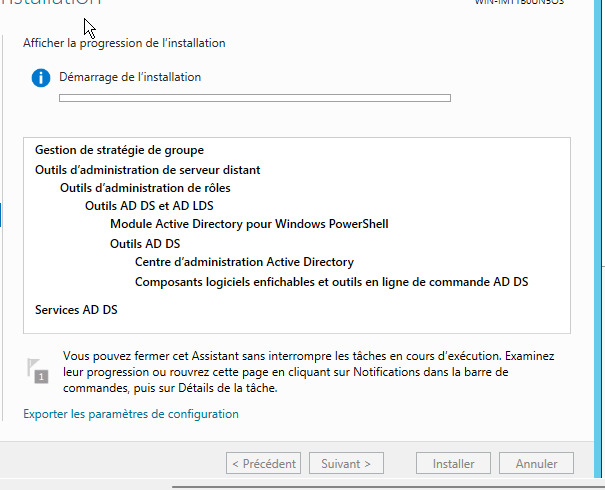 Afficher la progression de l'installation
Démarrage de l'installation
Gestion de stratégie de groupe
Outils d'administration de serveur distant
Outils d'administration de rôles
Outils AD DS et AD LDS
Module Active Directory pour Windows PowerShell
Outils AD DS
Centre d'administration Active Directory
Composants logiciels enfichables et outils en ligne de commande AD DS
Services AD DS
Vous pouvez fermer cet Assistant sans interrompre les tâches en cours d'exécution. Examinez
leur progression ou rouvrez cette page en cliquant sur Notifications dans la barre de
commandes, puis sur Détails de la tâche.
1
Exporter les paramètres de configuration
< Précédent
Suivant >
Installer
Annuler